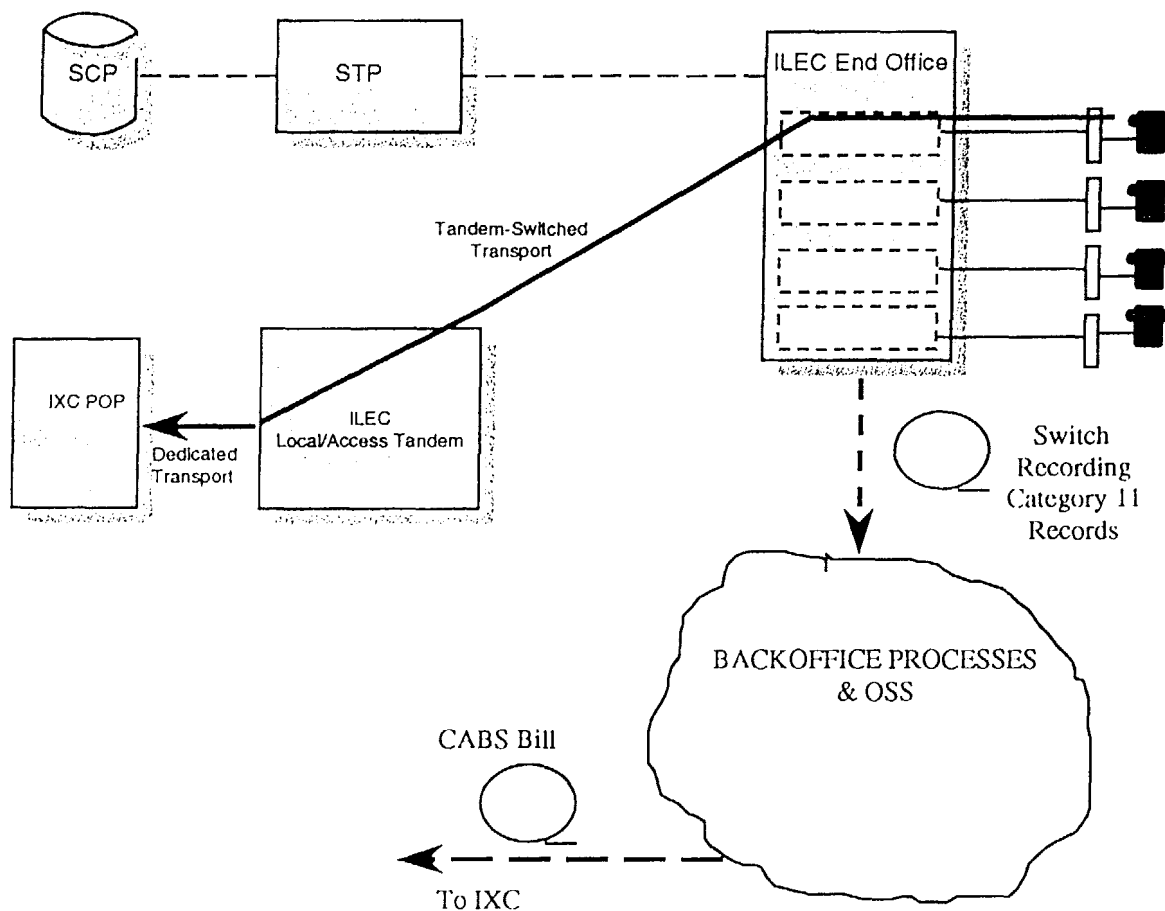 SCP
STP
ILEC End Office
Tandem-Switched
Transport
IXC POP
ILEC
Local/Access Tandem
Dedicated
Transport
Switch
Recording
Category 11
Records
BACKOFFICE PROCESSES
& OSS
CABS Bill
To IXC